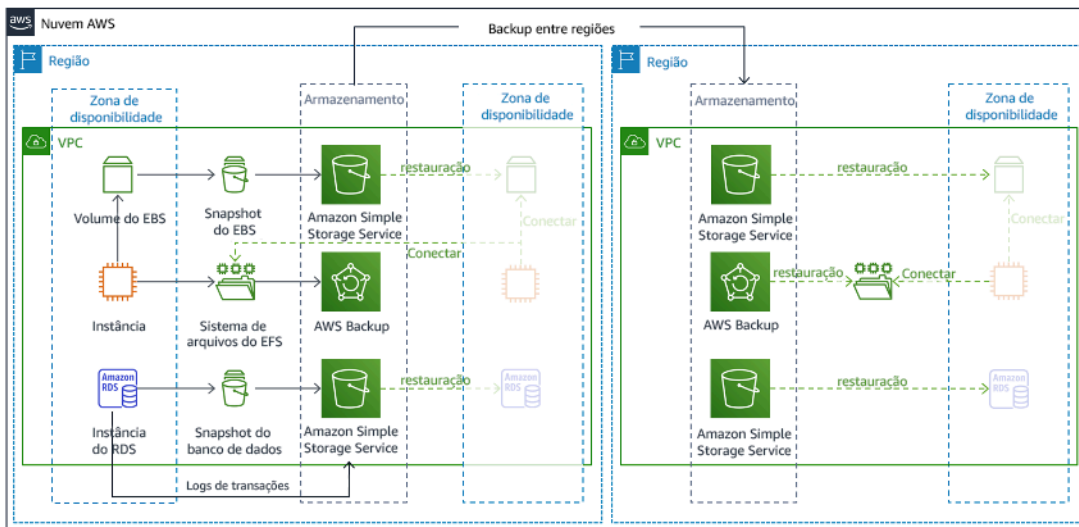 aws
Nuvem AWS
Backup entre regiões
Região
Zona de
disponibilidade
Armazenamento
Zona de
disponibilidade
VPC
restauração
Volume do EBS
Snapshot
do EBS
Amazon Simple
Storage Service
Conectar
Conectar
Instância
Sistema de
arquivos do EFS
AWS Backup
Amazon
RDS
restauração
Amazon
RDS
Instância
do RDS
Snapshot do
banco de dados
Amazon Simple
Storage Service
Logs de transações
Região
Armazenamento
Zona de
disponibilidade
VPC
restauração
Amazon Simple
Storage Service
Conectar
restauração
Conectar
AWS Backup
restauração
Amazon
RDS
Amazon Simple
Storage Service